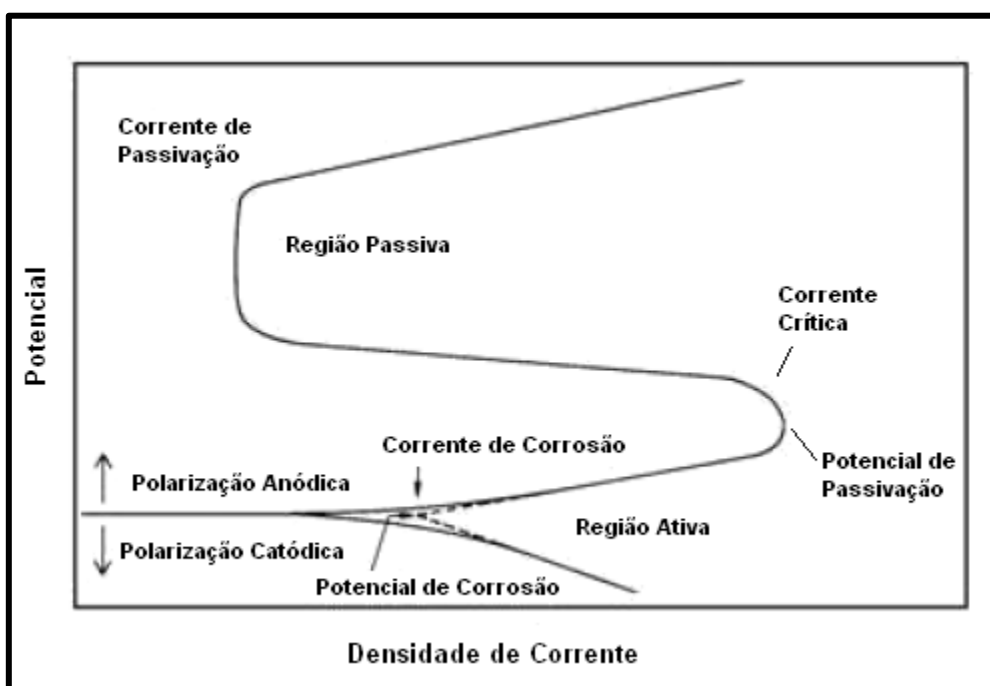 Corrente de
Passivação
Região Passiva
Corrente
Crítica
Potencial
Corrente de Corrosão
Potencial de
Passivação
Polarização Anódica
Região Ativa
Polarização Catódica
Potencial de Corrosão
Densidade de Corrente